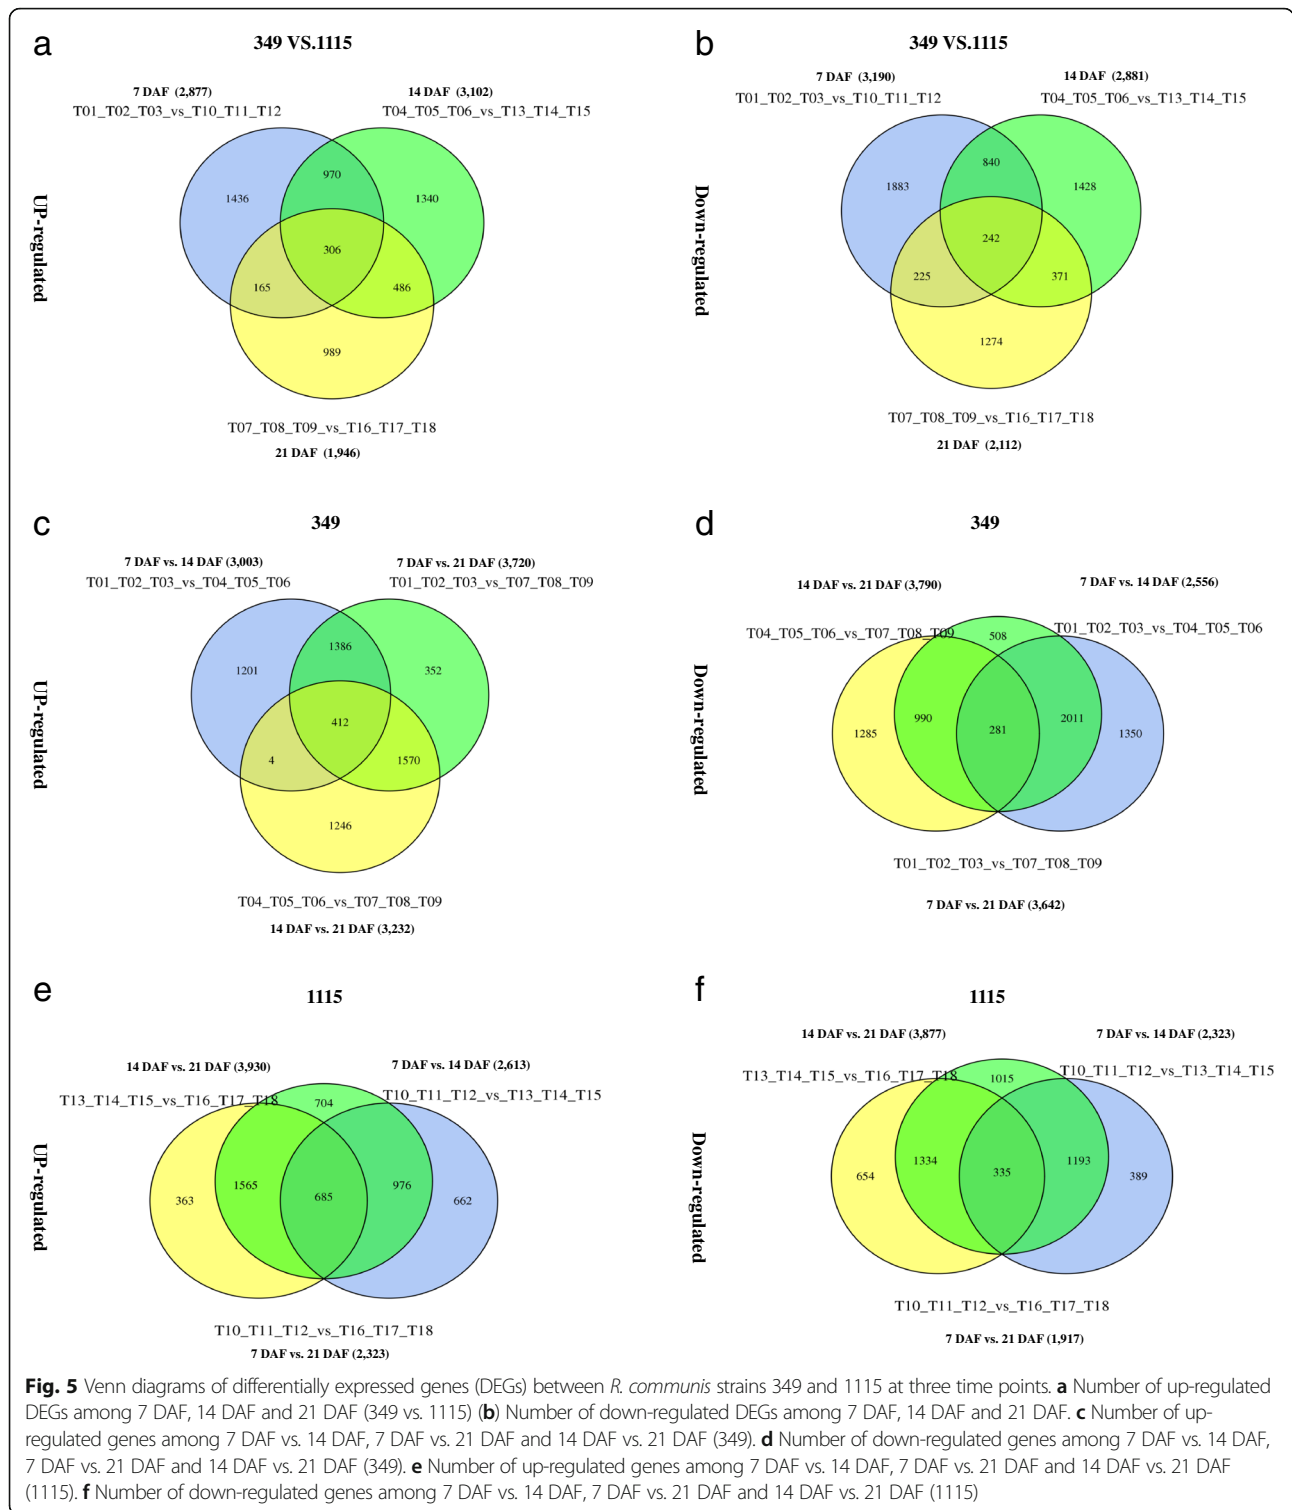 a
349 VS.1115
7 DAF (2,877)
14 DAF (3,102)
T01_T02_T03_vs_T10_T11_T12
T04_T05_T06_vs_T13_T14_T15
UP-regulated
1436
970
1340
306
165
486
989
T07_T08_T09_vs_T16_T17_T18
21 DAF (1,946)
b
349 VS.1115
7 DAF (3,190)
14 DAF (2,881)
T01_T02_T03_vs_T10_T11_T12
T04_T05_T06_vs_T13_T14_T15
Down-regulated
1883
840
1428
242
225
371
1274
T07_T08_T09_vs_T16_T17_T18
21 DAF (2,112)
c
349
7 DAF vs. 14 DAF (3,003)
7 DAF vs. 21 DAF (3,720)
T01_T02_T03_vs_T04_T05_T06
T01_T02_T03_vs_T07_T08_T09
UP-regulated
1201
1386
352
412
4
1570
1246
T04_T05_T06_vs_T07_T08_T09
14 DAF vs. 21 DAF (3,232)
d
349
14 DAF vs. 21 DAF (3,790)
7 DAF vs. 14 DAF (2,556)
T04_T05_T06_vs_T07_T08_T09
T01_T02_T03_vs_T04_T05_T06
Down-regulated
508
1285
990
281
2011
1350
T01_T02_T03_vs_T07_T08_T09
7 DAF vs. 21 DAF (3,642)
e
1115
14 DAF vs. 21 DAF (3,930)
7 DAF vs. 14 DAF (2,613)
T13_T14_T15_vs_T16_T17_T18
T10_T11_T12_vs_T13_T14_T15
UP-regulated
704
363
1565
685
976
662
T10_T11_T12_vs_T16_T17_T18
7 DAF vs. 21 DAF (2,323)
f
1115
14 DAF vs. 21 DAF (3,877)
7 DAF vs. 14 DAF (2,323)
T13_T14_T15_vs_T16_T17_T18
T10_T11_T12_vs_T13_T14_T15
Down-regulated
1015
654
1334
335
1193
389
T10_T11_T12_vs_T16_T17_T18
7 DAF vs. 21 DAF (1,917)
Fig. 5 Venn diagrams of differentially expressed genes (DEGs) between R. communis strains 349 and 1115 at three time points. a Number of up-regulated
DEGs among 7 DAF, 14 DAF and 21 DAF (349 vs. 1115) (b) Number of down-regulated DEGs among 7 DAF, 14 DAF and 21 DAF. c Number of up-
regulated genes among 7 DAF vs. 14 DAF, 7 DAF vs. 21 DAF and 14 DAF vs. 21 DAF (349). d Number of down-regulated genes among 7 DAF vs. 14 DAF,
7 DAF vs. 21 DAF and 14 DAF vs. 21 DAF (349). e Number of up-regulated genes among 7 DAF vs. 14 DAF, 7 DAF vs. 21 DAF and 14 DAF vs. 21 DAF
(1115). f Number of down-regulated genes among 7 DAF vs. 14 DAF, 7 DAF vs. 21 DAF and 14 DAF vs. 21 DAF (1115)